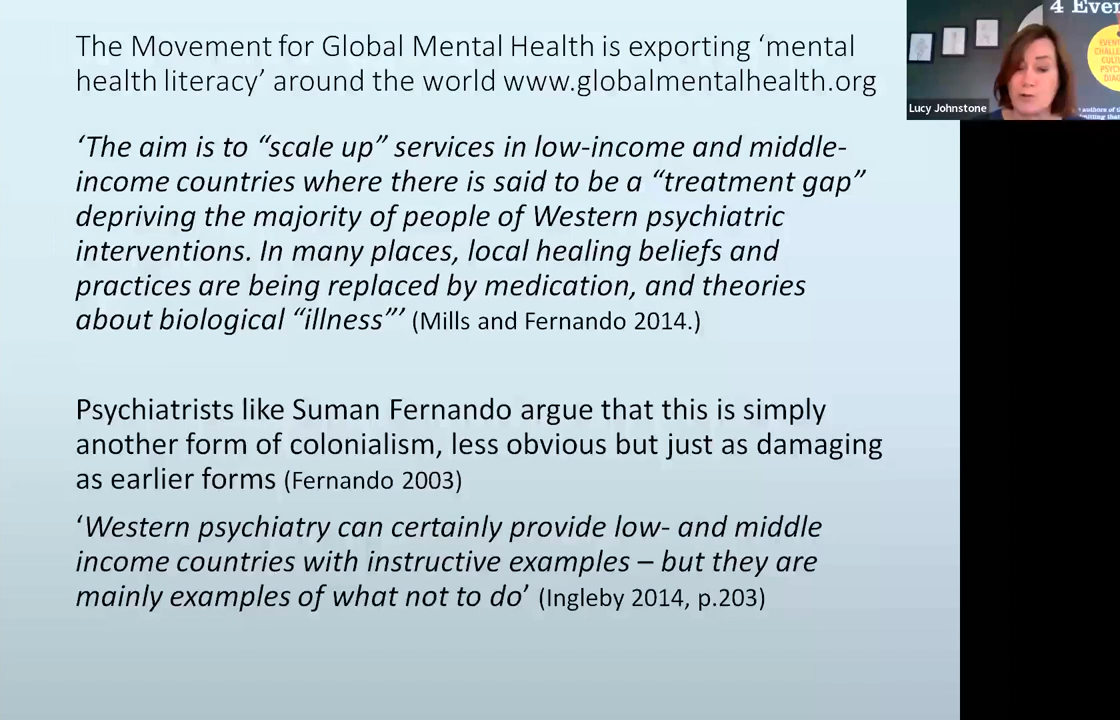 The Movement for Global Mental Health is exporting ‘mental
health literacy’ around the world www.globalmentalhealth.org
‘The aim is to “scale up” services in low-income and middle-
income countries where there is said to be a “treatment gap”
depriving the majority of people of Western psychiatric
interventions. In many places, local healing beliefs and
practices are being replaced by medication, and theories
about biological “illness”’ (Mills and Fernando 2014.)
Psychiatrists like Suman Fernando argue that this is simply
another form of colonialism, less obvious but just as damaging
as earlier forms (Fernando 2003)
‘Western psychiatry can certainly provide low- and middle
income countries with instructive examples – but they are
mainly examples of what not to do’ (Ingleby 2014, p.203)
4 Ever
Lucy Johnstone